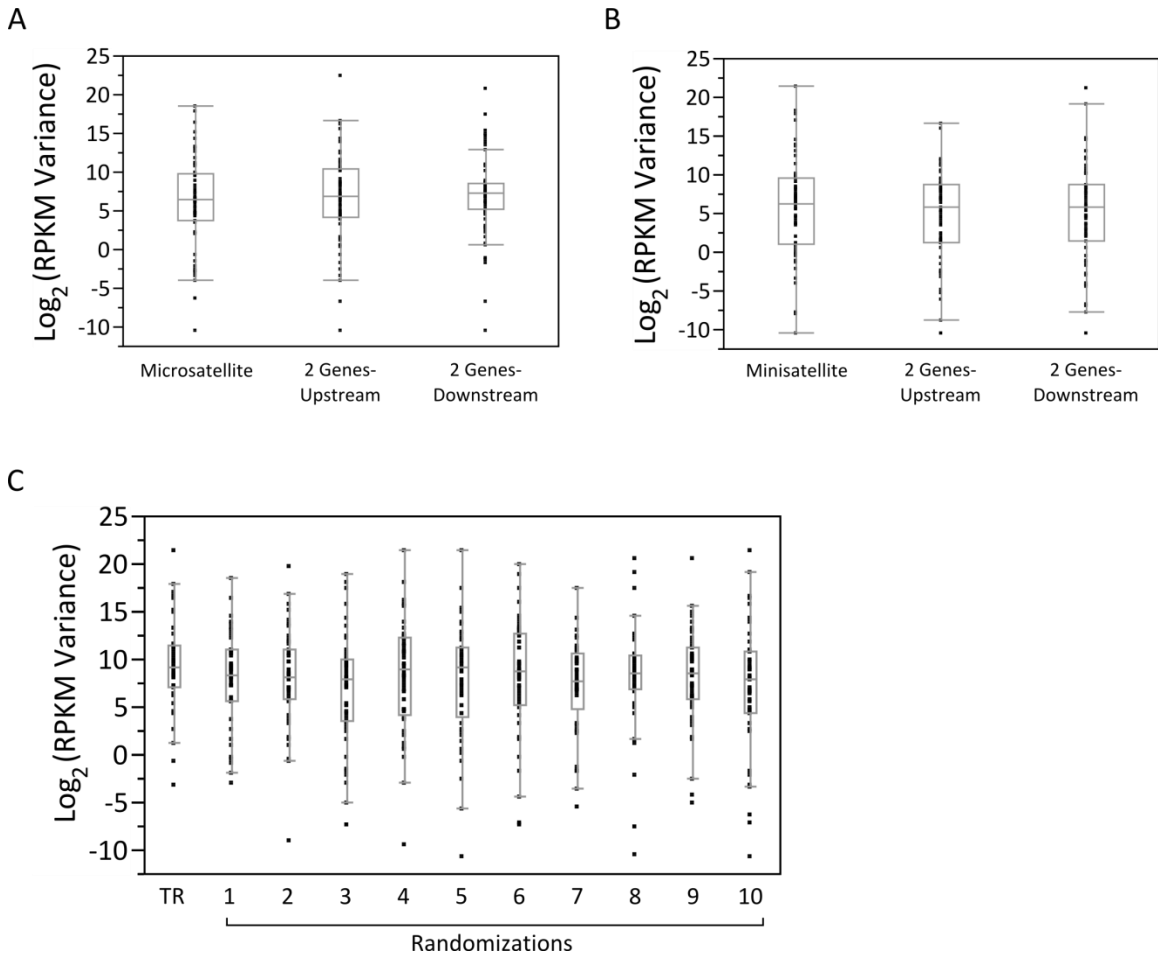 A
Log2 (RPKM Variance)
25
20
15
10
5
0
-5
-10
Microsatellite
2 Genes-
Upstream
2 Genes-
Downstream
B
Log2 (RPKM Variance)
25
20
15
10
5
0
-5
-10
Minisatellite
2 Genes-
Upstream
2 Genes-
Downstream
C
Log2 (RPKM Variance)
25
20
15
10
5
0
-5
-10
TR 1 2 3 4 5 6 7 8 9 10
Randomizations